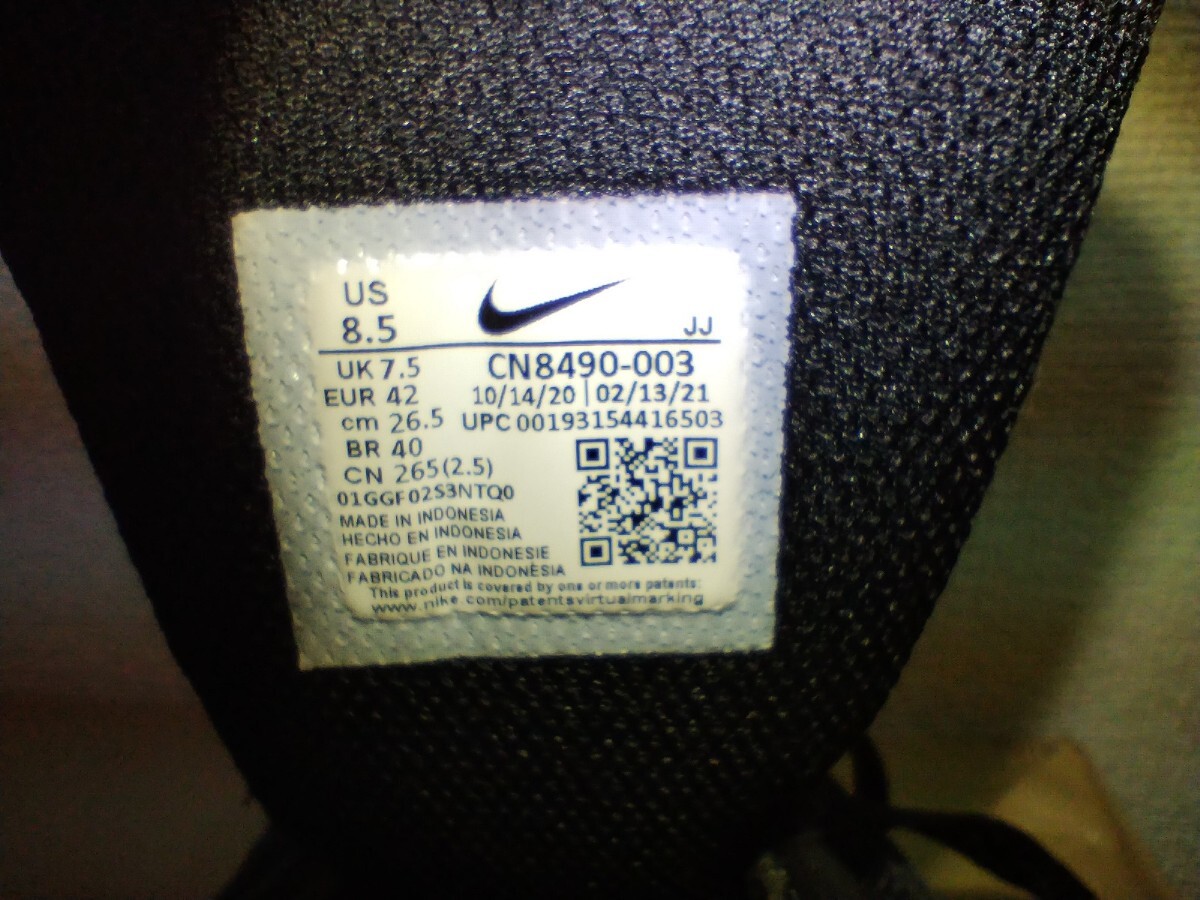 US
8.5
JJ
UK 7.5
CN8490-003
EUR 42
10/14/20 | 02/13/21
cm 26.5
UPC 00193154416503
BR 40
CN 265(2.5)
01GGF02S3NTQ0
MADE IN INDONESIA
HECHO EN INDONESIA
FABRIQUE EN INDONESIE
FABRICADO NA INDONÉSIA
This product is covered by one or more patents:
www.nike.com/patentsvirtualmarking